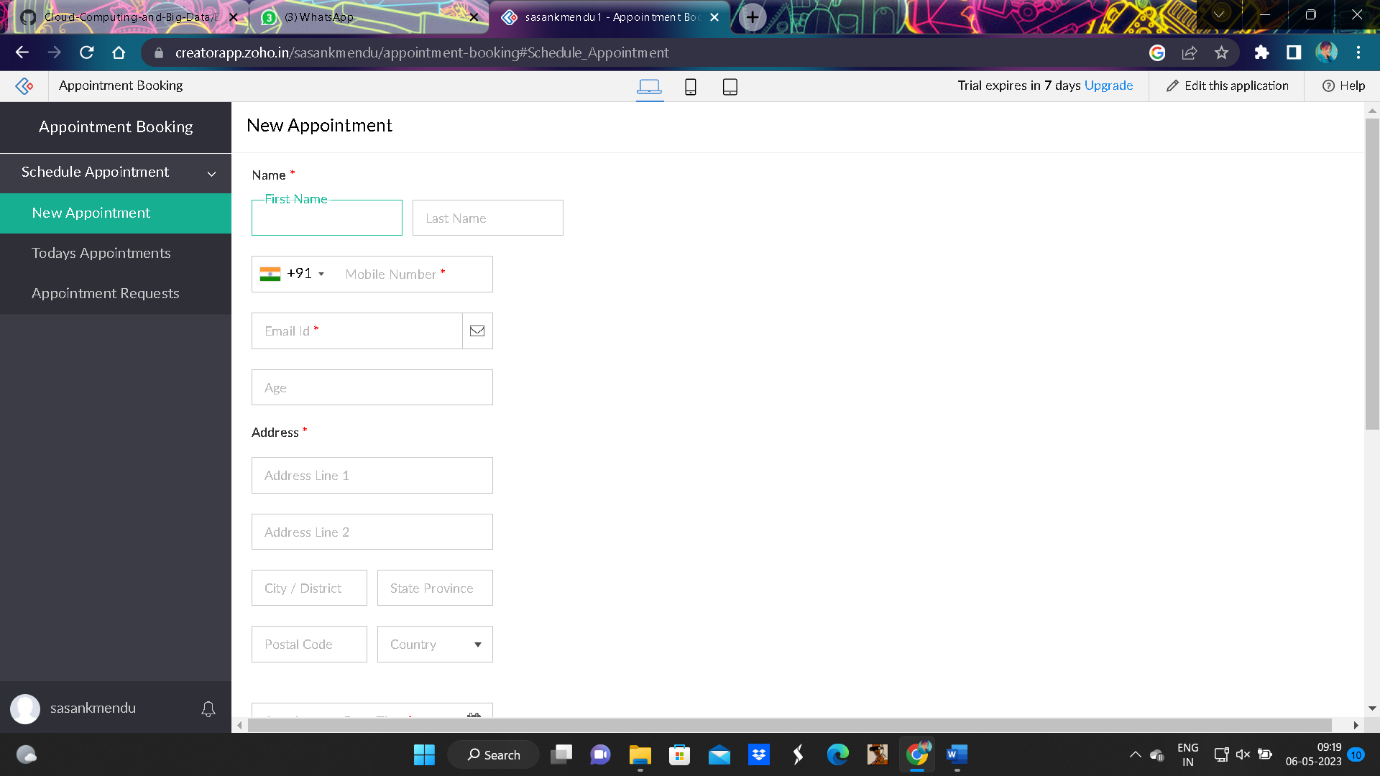 Cloud-Computing-and-Big-Data/E
(3) WhatsApp
sasankmendu1 - Appointment Boo
creatorapp.zoho.in/sasankmendu/appointment-booking#Schedule_Appointment
Appointment Booking
Trial expires in 7 days Upgrade
Edit this application
Help
Appointment Booking
Schedule Appointment
New Appointment
Todays Appointments
Appointment Requests
sasankmendu
New Appointment
Name *
First Name
Last Name
+91
Mobile Number *
Email Id *
Age
Address *
Address Line 1
Address Line 2
City / District
State Province
Postal Code
Country
Search
ENG
IN
09:19
06-05-2023
10